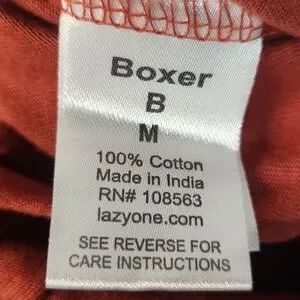 Boxer
B
M
100% Cotton
Made in India
RN# 108563
lazyone.com
SEE REVERSE FOR
CARE INSTRUCTIONS